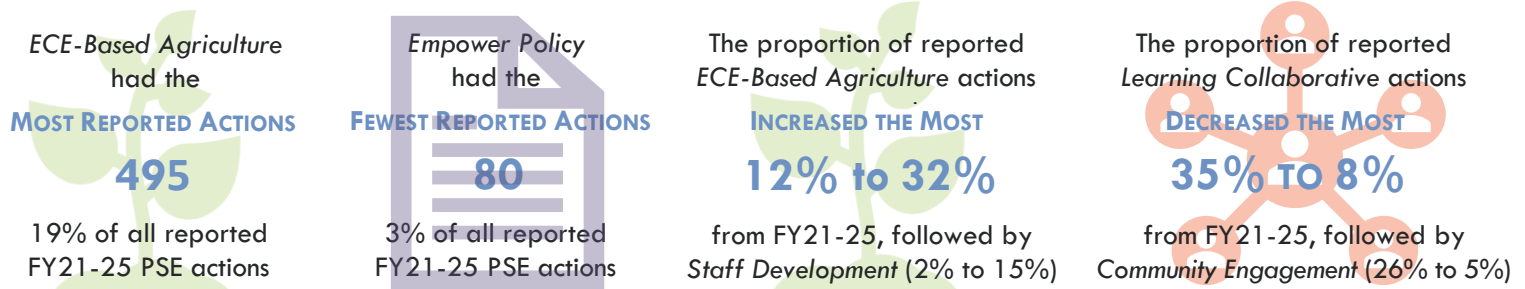 ECE-Based Agriculture
had the
MOST REPORTED ACTIONS
495
19% of all reported
FY21-25 PSE actions
Empower Policy
had the
FEWEST REPORTED ACTIONS
80
3% of all reported
FY21-25 PSE actions
The proportion of reported
ECE-Based Agriculture actions
INCREASED THE MOST
12% to 32%
from FY21-25, followed by
Staff Development (2% to 15%)
The proportion of reported
Learning Collaborative actions
DECREASED THE MOST
35% TO 8%
from FY21-25, followed by
Community Engagement (26% to 5%)